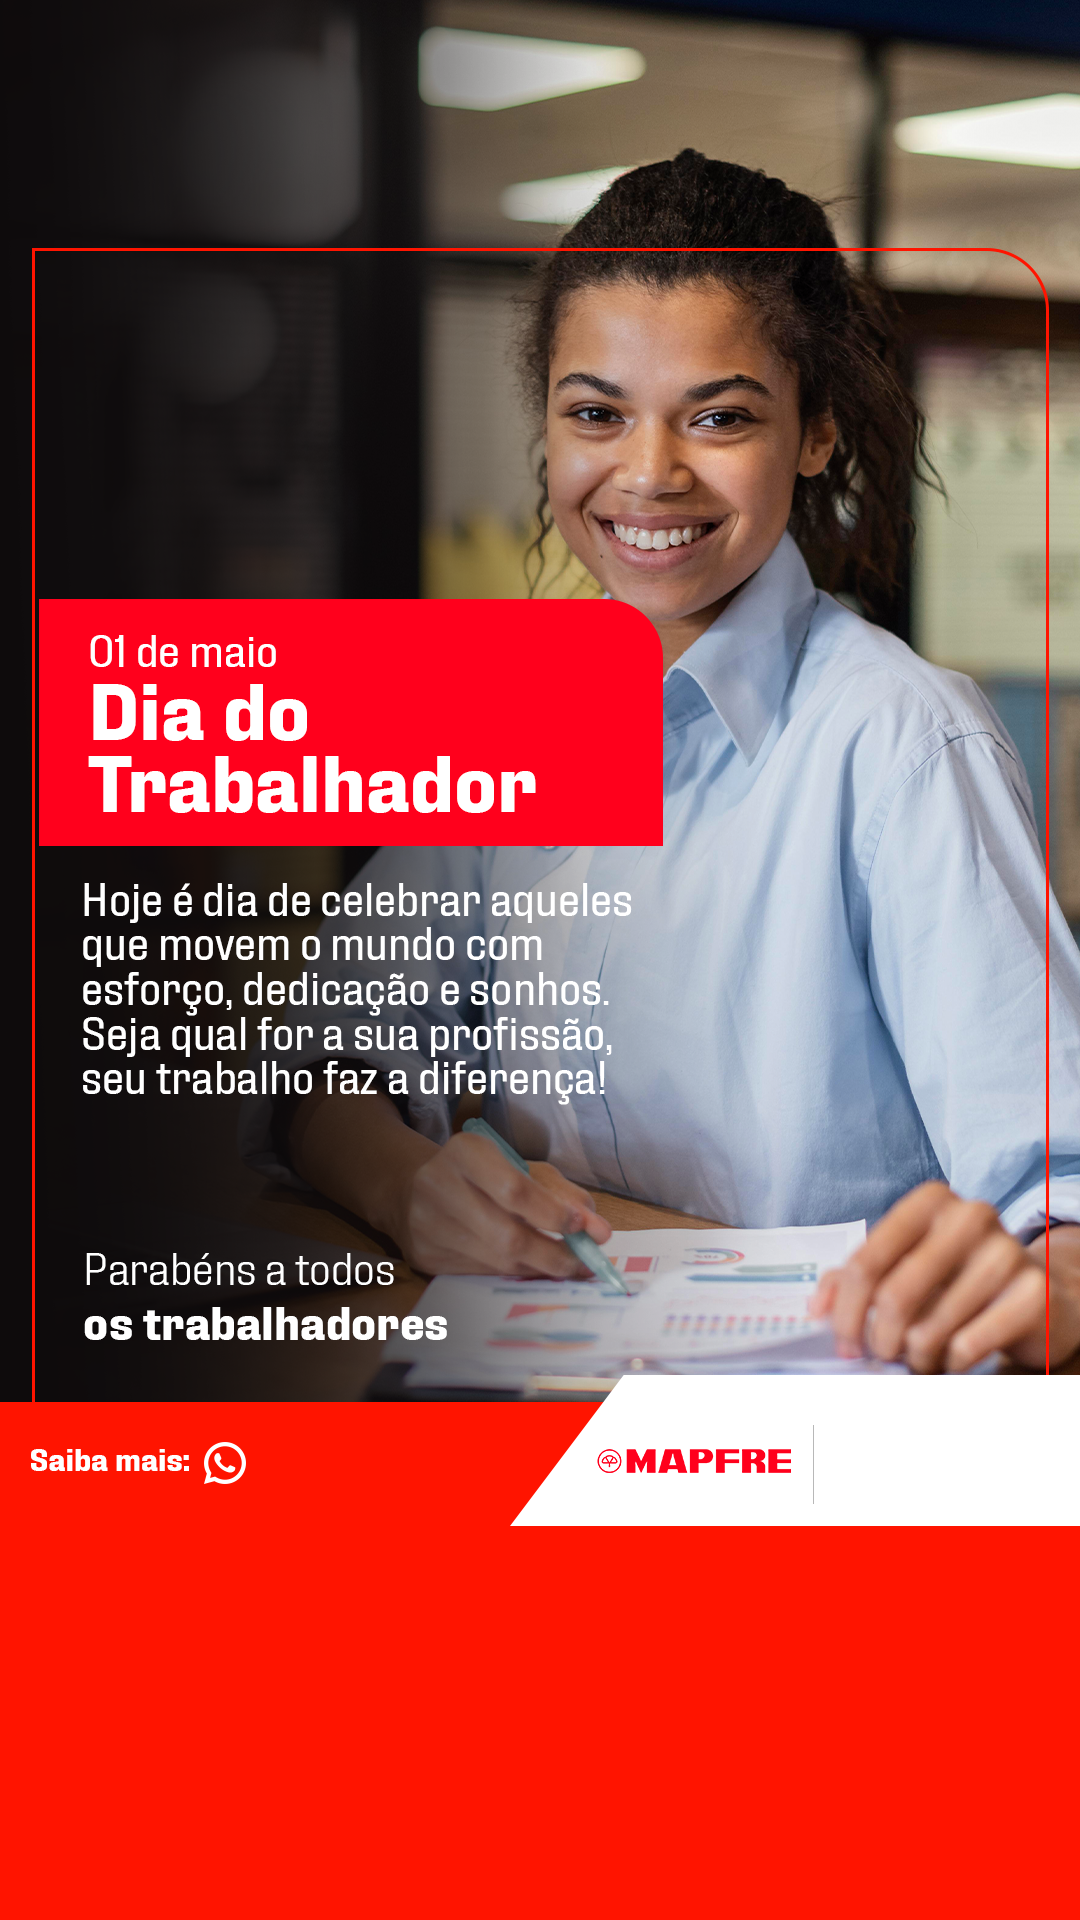 01 de maio
Dia do
Trabalhador
Hoje é dia de celebrar aqueles
que movem o mundo com
esforço, dedicação e sonhos.
Seja qual for a sua profissão,
seu trabalho faz a diferença!
Parabéns a todos
os trabalhadores
Saiba mais:
MAPFRE